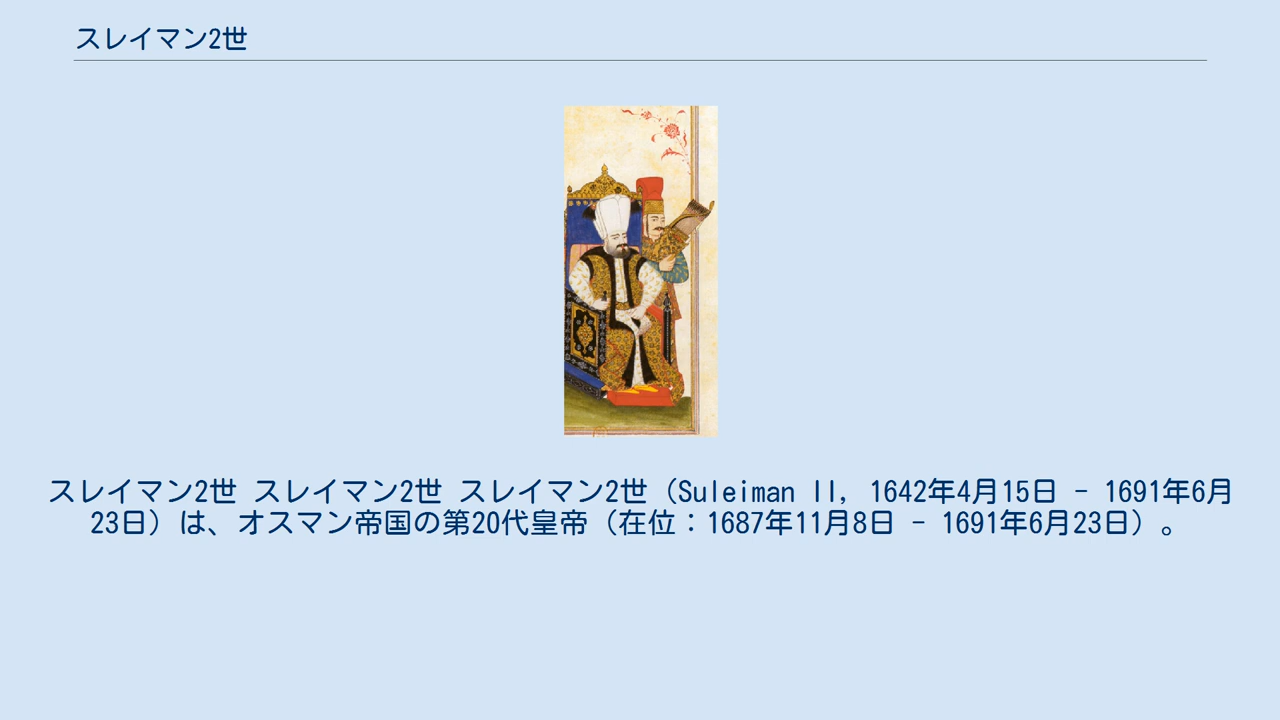 スレイマン2世
スレイマン2世 スレイマン2世 スレイマン2世（Suleiman II, 1642年4月15日 - 1691年6月
23日）は、オスマン帝国の第20代皇帝（在位：1687年11月8日 - 1691年6月23日）。